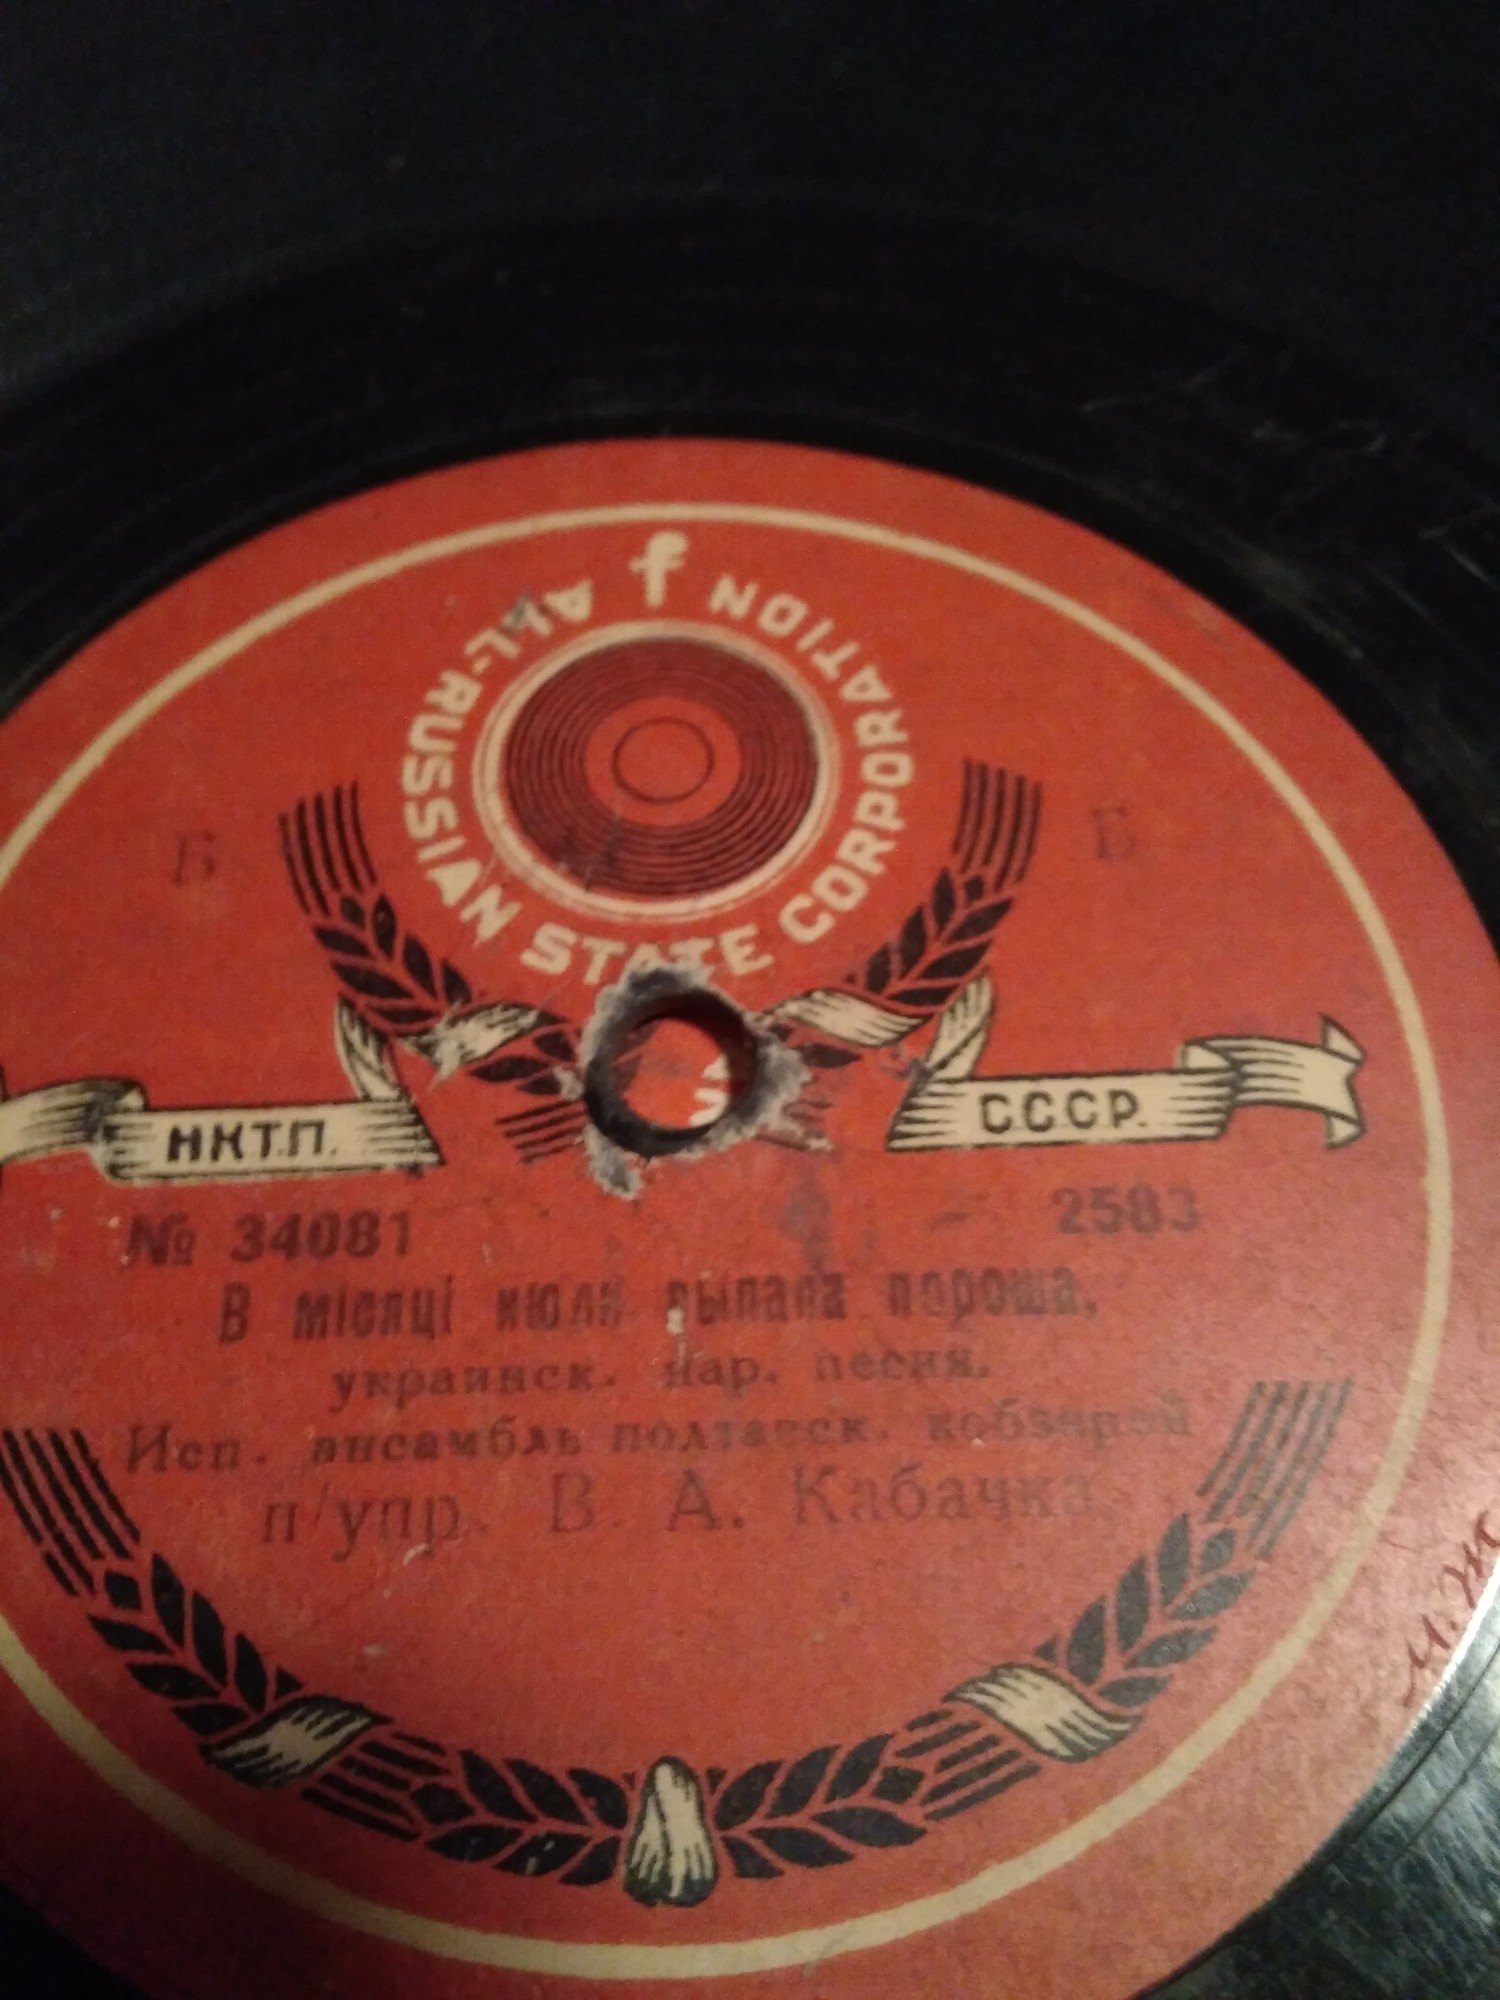 f
ALL-RUSSIAN STATE CORPORATION
Б Б
НКТ.П. СССР.
№ 34081 2583
В місяці июли выпала пороша,
украинск. нар. песня.
Исп. ансамбль полтавск. кобзарей
п/упр. В. А. Кабачка.
М. Ж